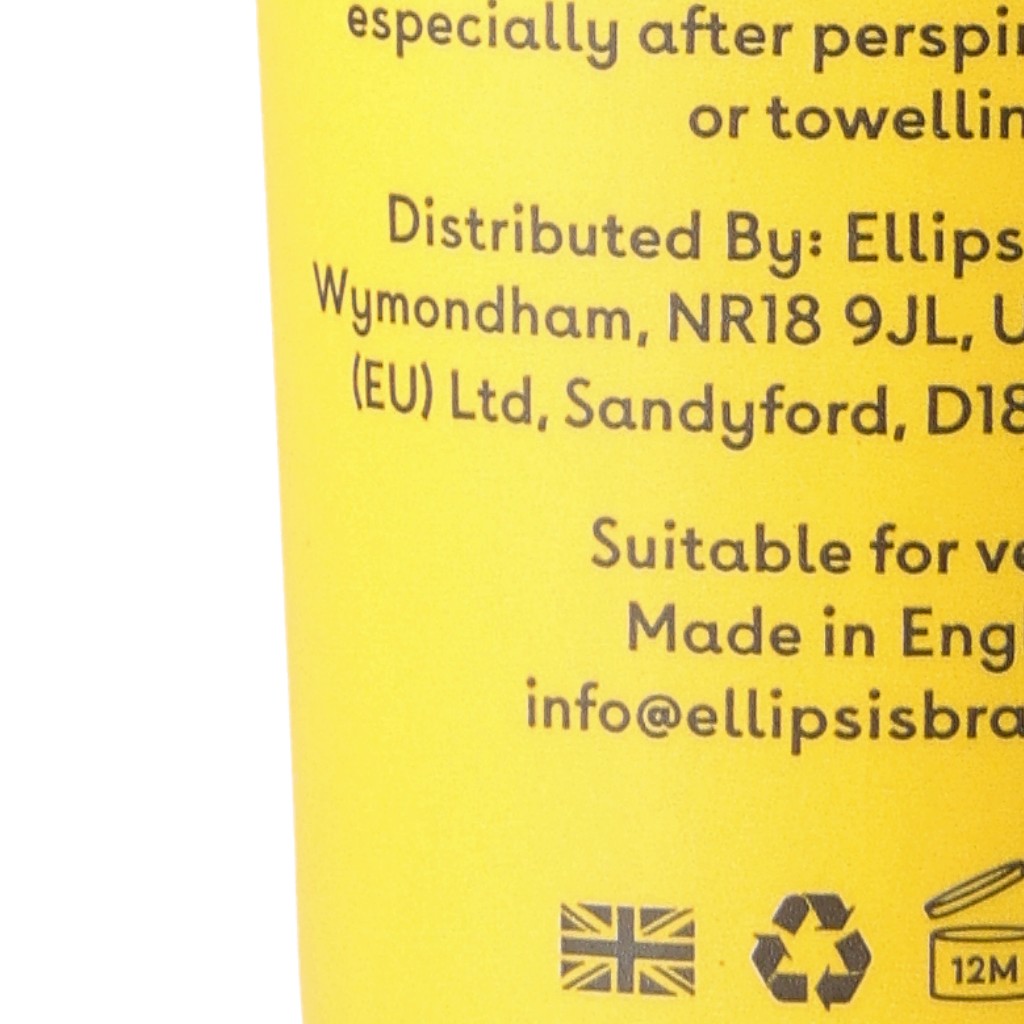 especially after perspi
or towellin
Distributed By: Ellips
Wymondham, NR18 9JL, U
(EU) Ltd, Sandyford, D18
Suitable for ve
Made in Eng
info@ellipsisbra
12M